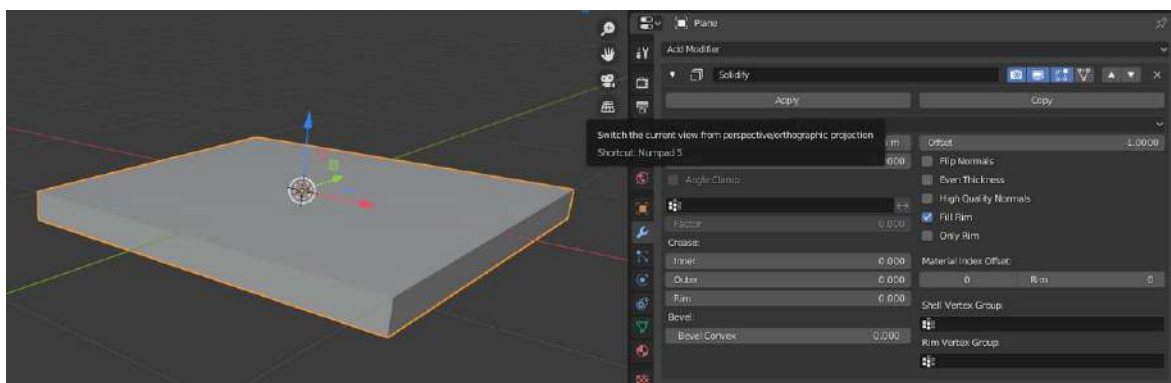 Plane
Add Modifier
Solidify
Apply Copy
Switch the current view from perspective/orthographic projection
Shortcut: Numpad 5
m Offset -1.0000
000 Flip Normals
Angle Clamp Even Thickness
High Quality Normals
Factor 0.000 Fill Rim
Crease: Only Rim
Inner 0.000 Material Index Offset:
Outer 0.000 0 Rim 0
Rim 0.000 Shell Vertex Group:
Bevel:
Bevel Convex 0.000 Rim Vertex Group: